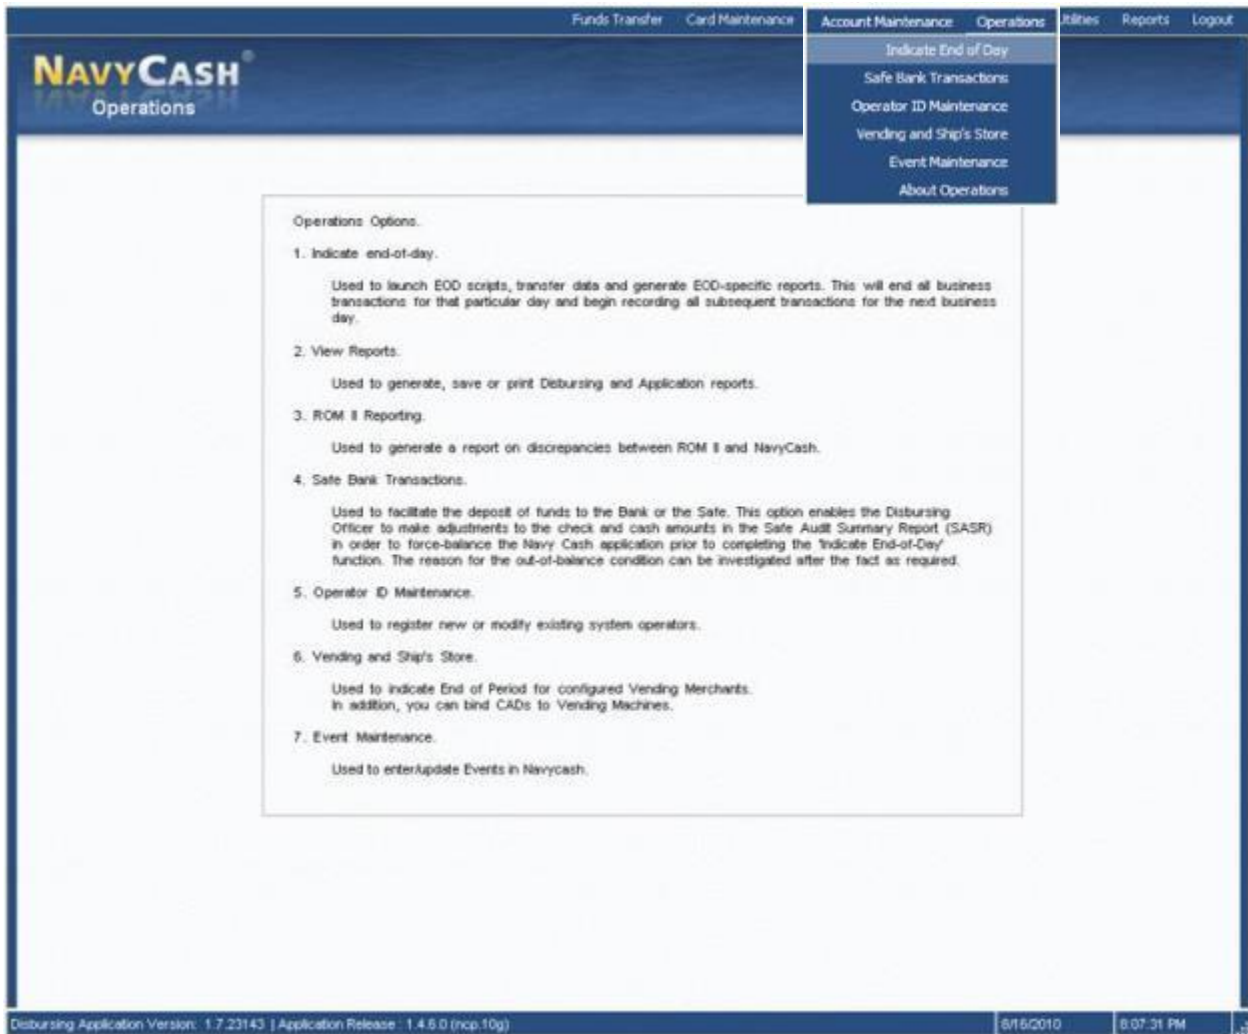 Funds Transfer Card Maintenance Account Maintenance Operations Utilities Reports Logout
Indicate End of Day
Safe Bank Transactions
Operator ID Maintenance
Vending and Ship's Store
Event Maintenance
About Operations
NAVYCASH®
Operations
Operations Options.
1. Indicate end-of-day.
Used to launch EOD scripts, transfer data and generate EOD-specific reports. This will end all business
transactions for that particular day and begin recording all subsequent transactions for the next business
day.
2. View Reports.
Used to generate, save or print Disbursing and Application reports.
3. ROM II Reporting.
Used to generate a report on discrepancies between ROM II and NavyCash.
4. Safe Bank Transactions.
Used to facilitate the deposit of funds to the Bank or the Safe. This option enables the Disbursing
Officer to make adjustments to the check and cash amounts in the Safe Audit Summary Report (SASR)
in order to force-balance the Navy Cash application prior to completing the 'Indicate End-of-Day'
function. The reason for the out-of-balance condition can be investigated after the fact as required.
5. Operator ID Maintenance.
Used to register new or modify existing system operators.
6. Vending and Ship's Store.
Used to indicate End of Period for configured Vending Merchants.
In addition, you can bind CADs to Vending Machines.
7. Event Maintenance.
Used to enter/update Events in Navycash.
Disbursing Application Version: 1.7.23143 | Application Release : 1.4.6.0 (ncp.10g) 6/16/2010 8:07:31 PM